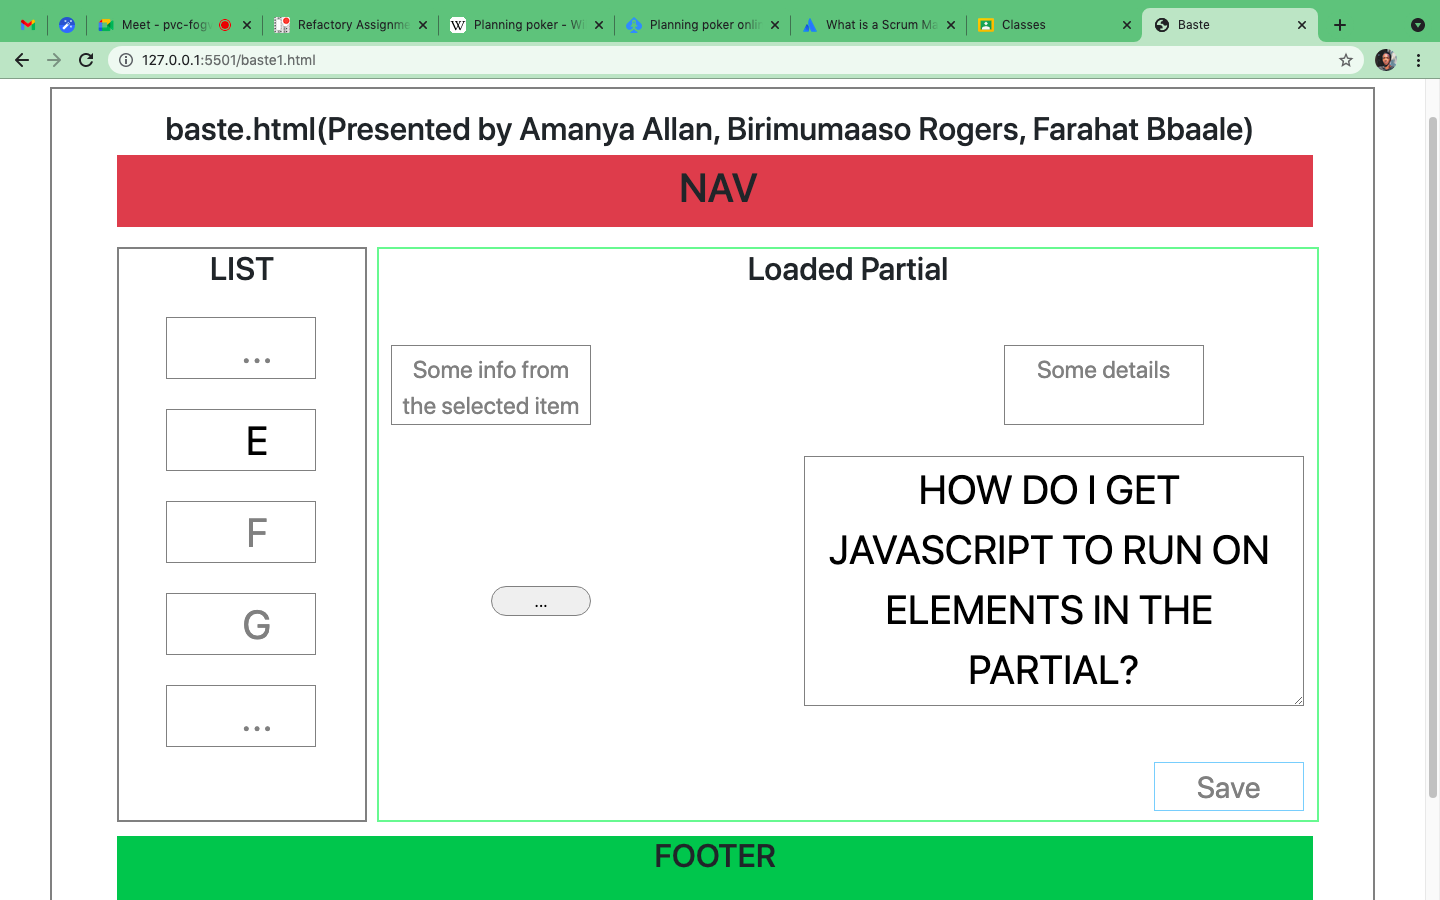 Meet - pvc-fog
Refactory Assignme
Planning poker - Wi
Planning poker onlin
What is a Scrum Ma
Classes
Baste
127.0.0.1:5501/baste1.html
baste.html(Presented by Amanya Allan, Birimumaaso Rogers, Farahat Bbaale)
NAV
LIST
...
E
F
G
...
Loaded Partial
Some info from
the selected item
Some details
HOW DO I GET
JAVASCRIPT TO RUN ON
ELEMENTS IN THE
PARTIAL?
...
Save
FOOTER